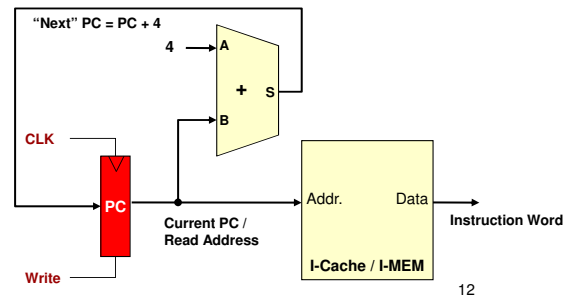 “Next” PC = PC + 4
4
A
+
S
B
CLK
PC
Addr.
Data
Instruction Word
Current PC /
Read Address
I-Cache / I-MEM
Write
12